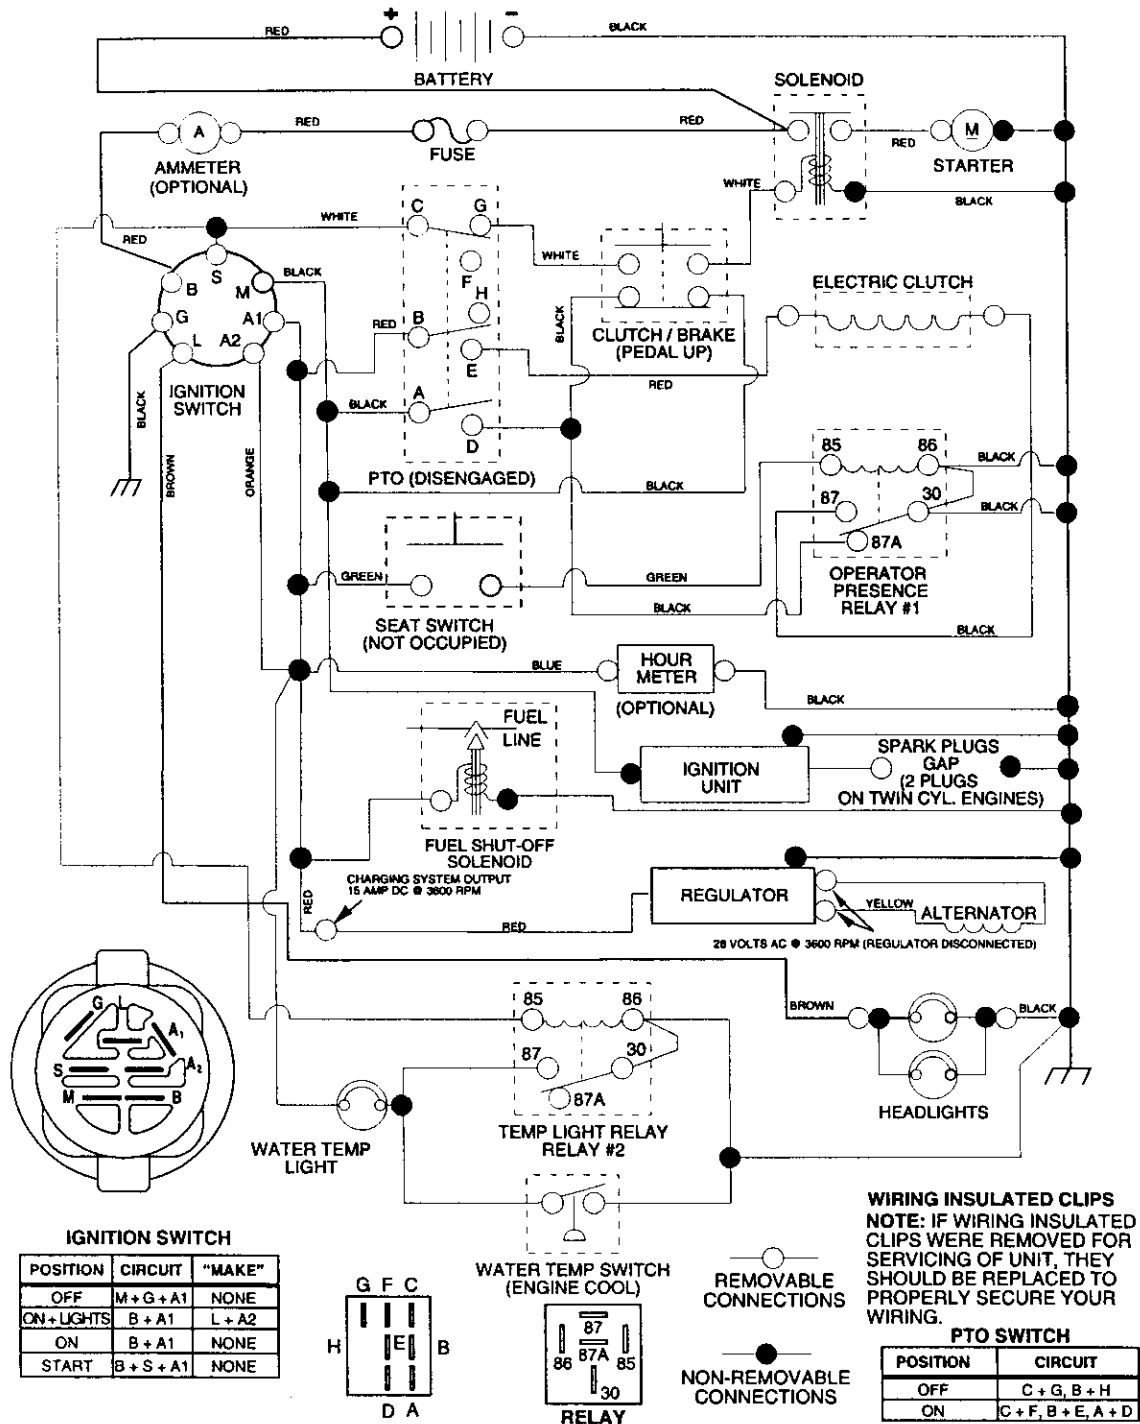 +
-
RED
BLACK
BATTERY
SOLENOID
A
RED
RED
M
RED
AMMETER
(OPTIONAL)
FUSE
STARTER
WHITE
BLACK
RED
WHITE
C
G
WHITE
S
B
M
BLACK
F
H
ELECTRIC CLUTCH
G
A1
RED
B
BLACK
CLUTCH / BRAKE
(PEDAL UP)
L
A2
E
RED
IGNITION
SWITCH
BLACK
BLACK
A
D
85
86
BLACK
BROWN
ORANGE
PTO (DISENGAGED)
BLACK
87
30
BLACK
87A
GREEN
GREEN
OPERATOR
PRESENCE
RELAY #1
BLACK
BLACK
SEAT SWITCH
(NOT OCCUPIED)
BLUE
HOUR
METER
(OPTIONAL)
BLACK
FUEL
LINE
IGNITION
UNIT
SPARK PLUGS
GAP
(2 PLUGS
ON TWIN CYL. ENGINES)
FUEL SHUT-OFF
SOLENOID
CHARGING SYSTEM OUTPUT
15 AMP DC @ 3600 RPM
RED
RED
REGULATOR
YELLOW
ALTERNATOR
28 VOLTS AC @ 3600 RPM (REGULATOR DISCONNECTED)
G
L
A1
A2
S
M
B
85
86
BROWN
BLACK
87
30
87A
HEADLIGHTS
WATER TEMP
LIGHT
TEMP LIGHT RELAY
RELAY #2
WATER TEMP SWITCH
(ENGINE COOL)
WIRING INSULATED CLIPS
NOTE: IF WIRING INSULATED
CLIPS WERE REMOVED FOR
SERVICING OF UNIT, THEY
SHOULD BE REPLACED TO
PROPERLY SECURE YOUR
WIRING.
IGNITION SWITCH
POSITION CIRCUIT "MAKE"
OFF M + G + A1 NONE
ON + LIGHTS B + A1 L + A2
ON B + A1 NONE
START B + S + A1 NONE
G F C
H E B
D A
87
86 87A 85
30
RELAY
REMOVABLE
CONNECTIONS
NON-REMOVABLE
CONNECTIONS
PTO SWITCH
POSITION CIRCUIT
OFF C + G, B + H
ON C + F, B + E, A + D